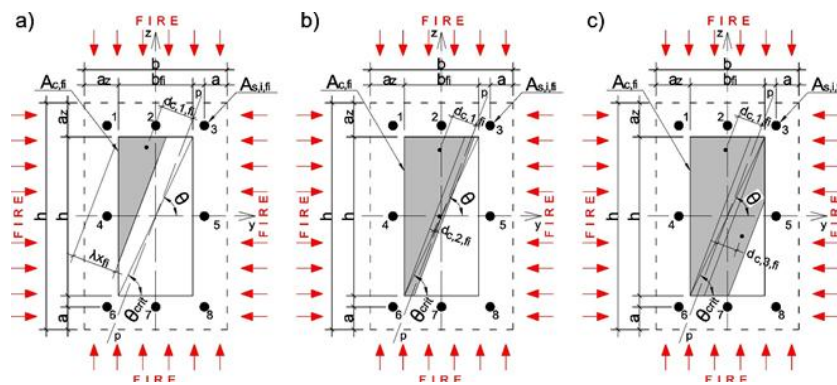 a) b) c)
FIRE FIRE FIRE
z z z
b b b
az bfi a az bfi a az bfi a
Ac,fi dc,1,fi p As,i,fi Ac,fi dc,1,fi p As,i,fi Ac,fi dc,1,fi p As,i,
az az az
1 2 3 1 2 3 1 2 3
FIRE FIRE FIRE FIRE
h h θ h h θ h h θ
4 5 y 4 5 y 4 5 y
λxfi dc,2,fi dc,3,fi
θcrit θcrit θcrit
6 7 8 6 7 8 6 7 8
a a a
p p p
FIRE FIRE FIRE